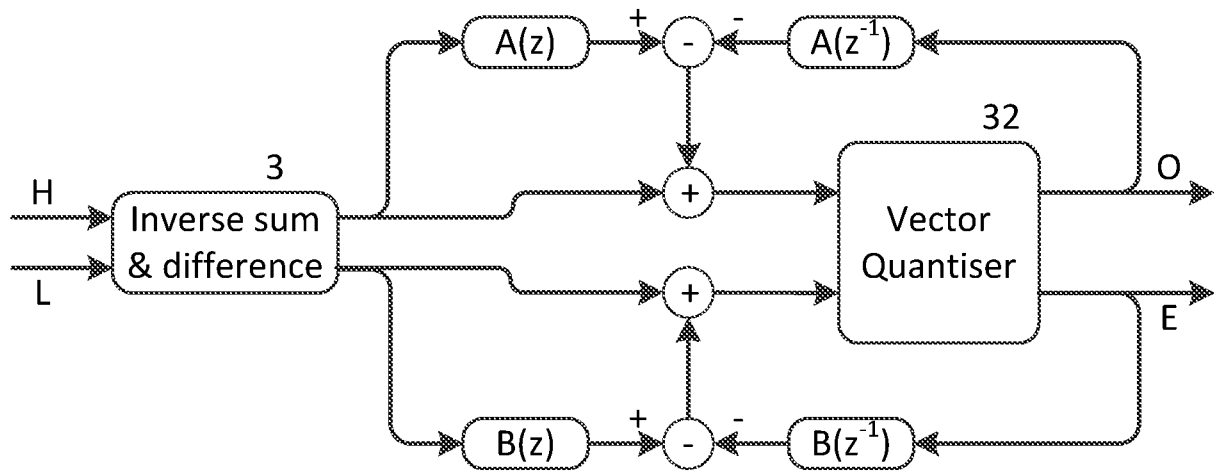 + -
A(z) - A(z⁻¹)
32
3
H O
Inverse sum + Vector
& difference + Quantiser
L E
+ -
B(z) - B(z⁻¹)